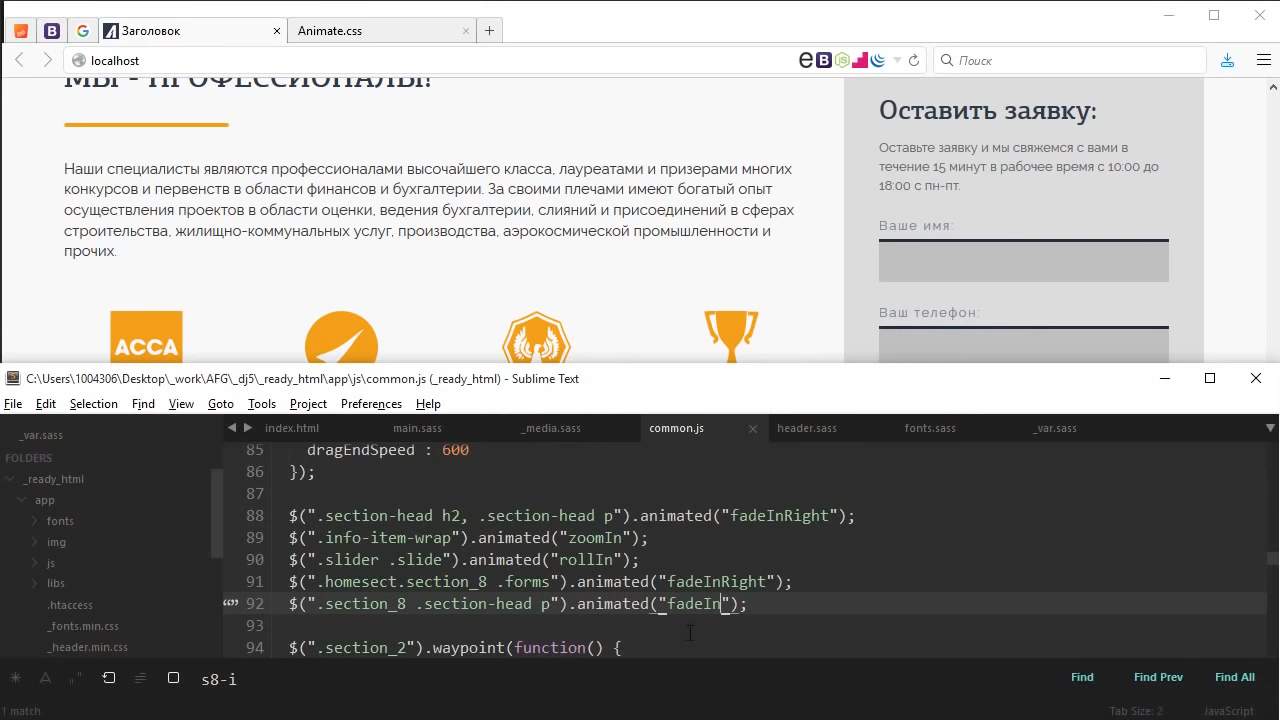 Заголовок
Animate.css
localhost
Поиск
МЫ - ПРОФЕССИОНАЛЫ!
Наши специалисты являются профессионалами высочайшего класса, лауреатами и призерами многих
конкурсов и первенств в области финансов и бухгалтерии. За своими плечами имеют богатый опыт
осуществления проектов в области оценки, ведения бухгалтерии, слияний и присоединений в сферах
строительства, жилищно-коммунальных услуг, производства, аэрокосмической промышленности и
прочих.
ACCA
Оставить заявку:
Оставьте заявку и мы свяжемся с вами в
течение 15 минут в рабочее время с 10:00 до
18:00 с пн-пт.
Ваше имя:
Ваш телефон:
C:\Users\1004306\Desktop\_work\AFG\_dj5\_ready_html\app\js\common.js (_ready_html) - Sublime Text
File Edit Selection Find View Goto Tools Project Preferences Help
_var.sass
FOLDERS
_ready_html
app
fonts
img
js
libs
.htaccess
_fonts.min.css
_header.min.css
index.html main.sass _media.sass common.js header.sass fonts.sass _var.sass
85 dragEndSpeed : 600
86 });
87
88 $(".section-head h2, .section-head p").animated("fadeInRight");
89 $(".info-item-wrap").animated("zoomIn");
90 $(".slider .slide").animated("rollIn");
91 $(".homesect.section_8 .forms").animated("fadeInRight");
92 $(".section_8 .section-head p").animated("fadeIn");
93
94 $(".section_2").waypoint(function() {
s8-i
Find Find Prev Find All
1 match
Tab Size: 2 JavaScript